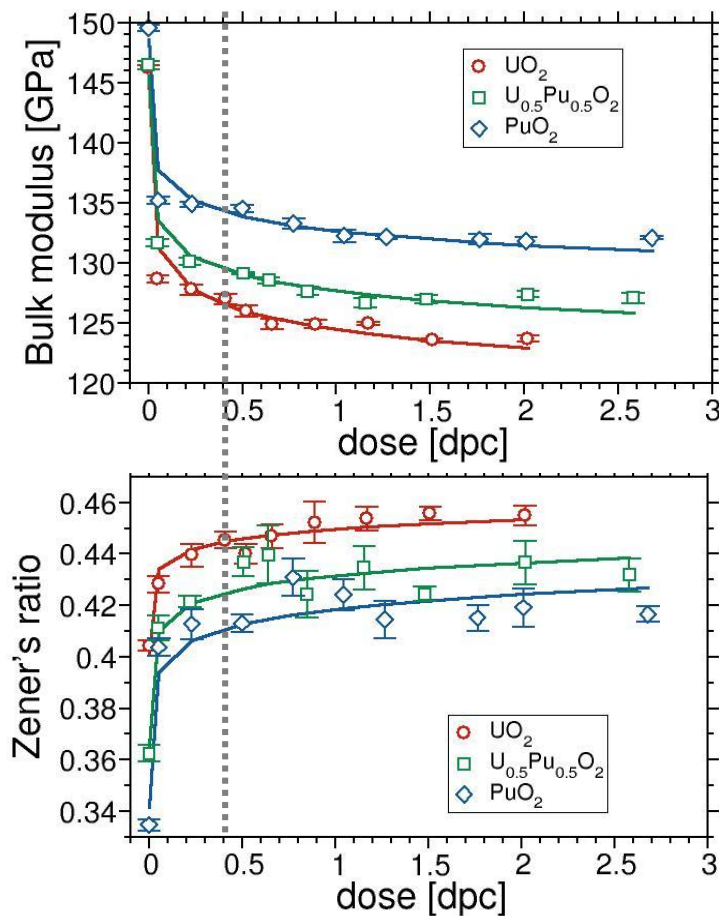 150
145
140
135
130
125
120
Bulk modulus [GPa]
UO2
U0.5Pu0.5O2
PuO2
0 0.5 1 1.5 2 2.5 3
dose [dpc]
0.46
0.44
0.42
0.4
0.38
0.36
0.34
Zener's ratio
UO2
U0.5Pu0.5O2
PuO2
0 0.5 1 1.5 2 2.5 3
dose [dpc]